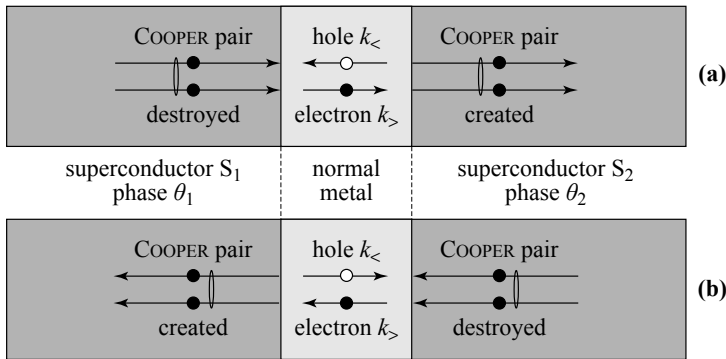 COOPER pair hole k< COOPER pair
destroyed electron k> created
(a)
superconductor S1 normal superconductor S2
phase θ1 metal phase θ2
COOPER pair hole k< COOPER pair
created electron k> destroyed
(b)